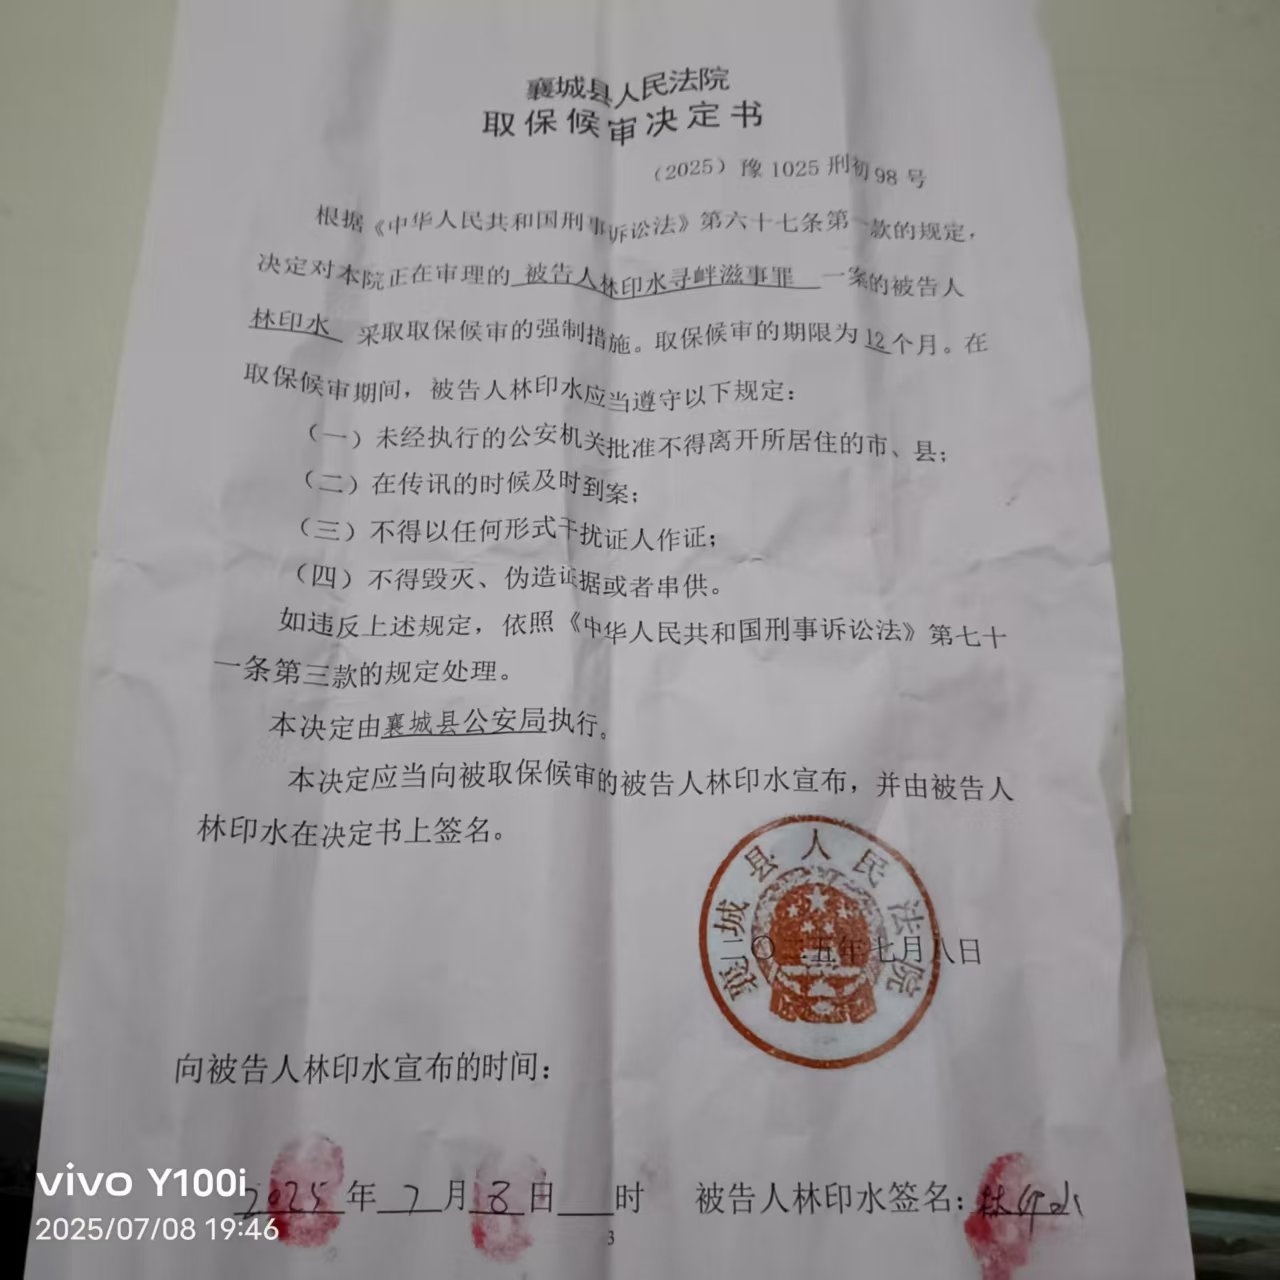 襄城县人民法院
取保候审决定书
（2025）豫 1025 刑初 98 号
根据《中华人民共和国刑事诉讼法》第六十七条第一款的规定，
决定对本院正在审理的 被告人林印水寻衅滋事罪 一案的被告人
林印水 采取取保候审的强制措施。取保候审的期限为 12 个月。在
取保候审期间，被告人林印水应当遵守以下规定：
（一）未经执行的公安机关批准不得离开所居住的市、县；
（二）在传讯的时候及时到案；
（三）不得以任何形式干扰证人作证；
（四）不得毁灭、伪造证据或者串供。
如违反上述规定，依照《中华人民共和国刑事诉讼法》第七十
一条第三款的规定处理。
本决定由襄城县公安局执行。
本决定应当向被取保候审的被告人林印水宣布，并由被告人
林印水在决定书上签名。
襄城县人民法院
二〇二五年七月八日
向被告人林印水宣布的时间：
2025 年 7 月 8 日 时 被告人林印水签名：林印水
3
vivo Y100i
2025/07/08 19:46